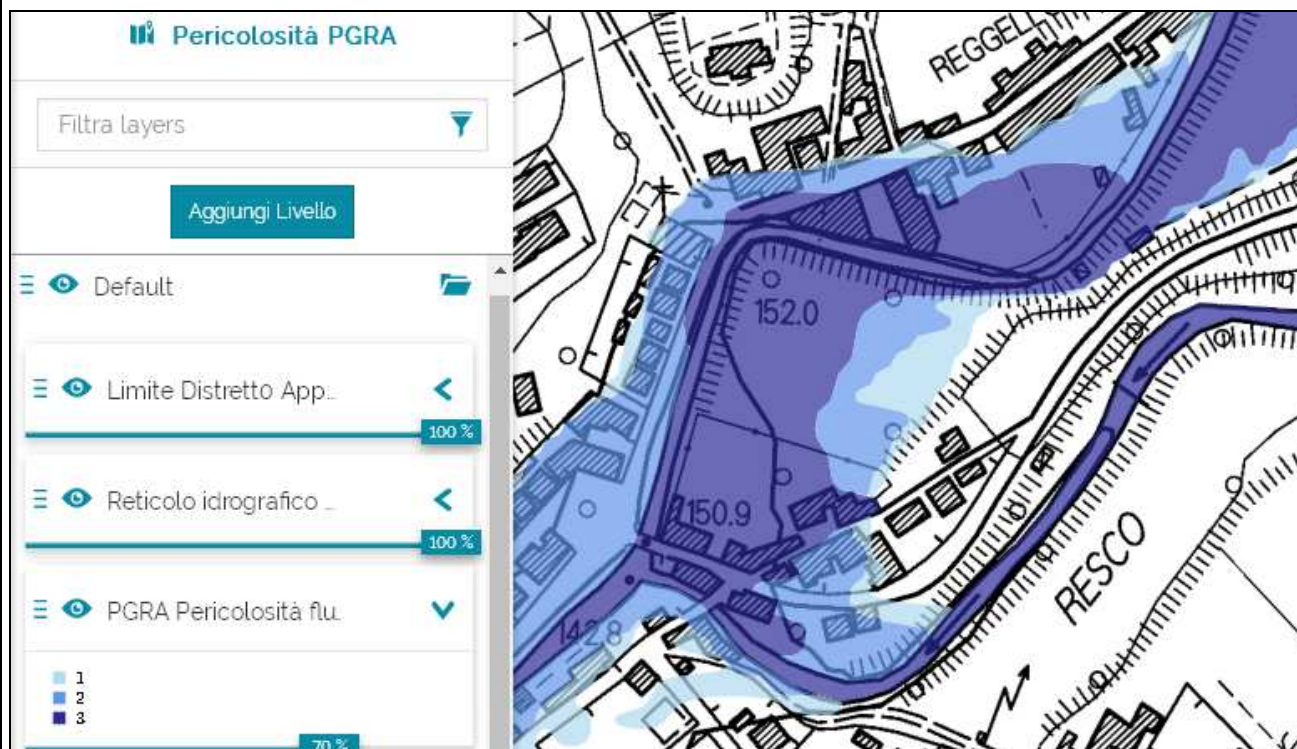 Pericolosità PGRA
Filtra layers
Aggiungi Livello
Default
Limite Distretto App...
100 %
Reticolo idrografico ...
100 %
PGRA Pericolosità flu...
1
2
3
70 %
REGGELL
152.0
150.9
142.8
RESCO